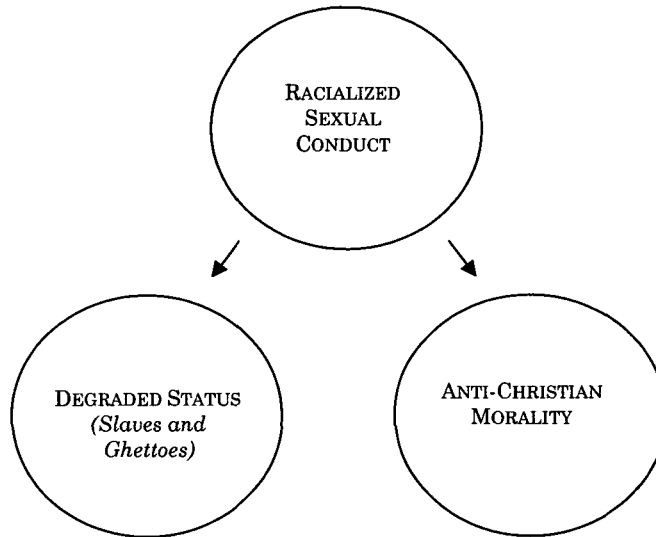 RACIALIZED
SEXUAL
CONDUCT
DEGRADED STATUS
(Slaves and
Ghettoes)
ANTI-CHRISTIAN
MORALITY